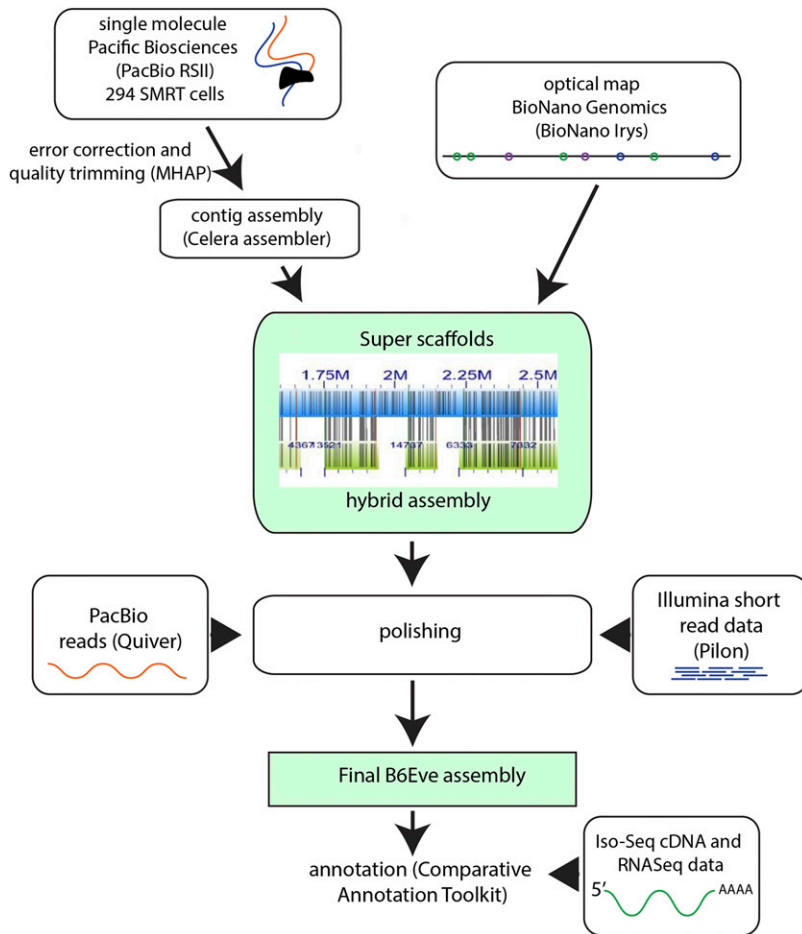 single molecule
Pacific Biosciences
(PacBio RSII)
294 SMRT cells
optical map
BioNano Genomics
(BioNano Irys)
error correction and
quality trimming (MHAP)
contig assembly
(Celera assembler)
Super scaffolds
1.75M 2M 2.25M 2.5M
4367 13521 14737 6333 7032
hybrid assembly
PacBio
reads (Quiver)
polishing
Illumina short
read data
(Pilon)
Final B6Eve assembly
annotation (Comparative
Annotation Toolkit)
Iso-Seq cDNA and
RNASeq data
5’ AAAA